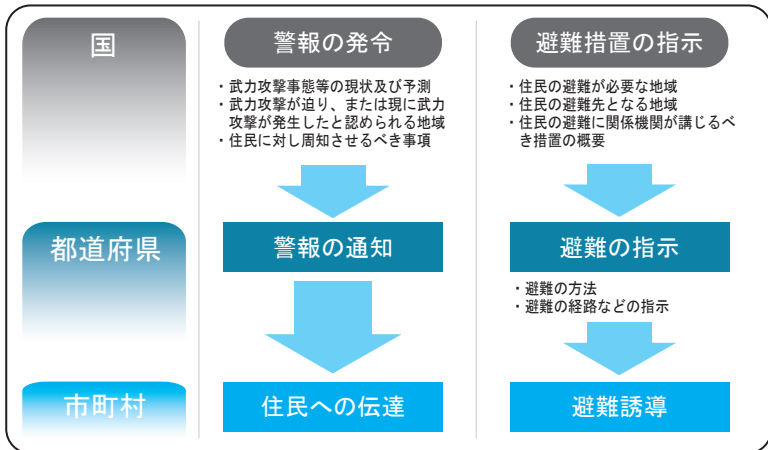 国
警報の発令
避難措置の指示
・武力攻撃事態等の現状及び予測
・武力攻撃が迫り、または現に武力
攻撃が発生したと認められる地域
・住民に対し周知させるべき事項
・住民の避難が必要な地域
・住民の避難先となる地域
・住民の避難に関係機関が講じるべ
き措置の概要
都道府県
警報の通知
避難の指示
・避難の方法
・避難の経路などの指示
市町村
住民への伝達
避難誘導